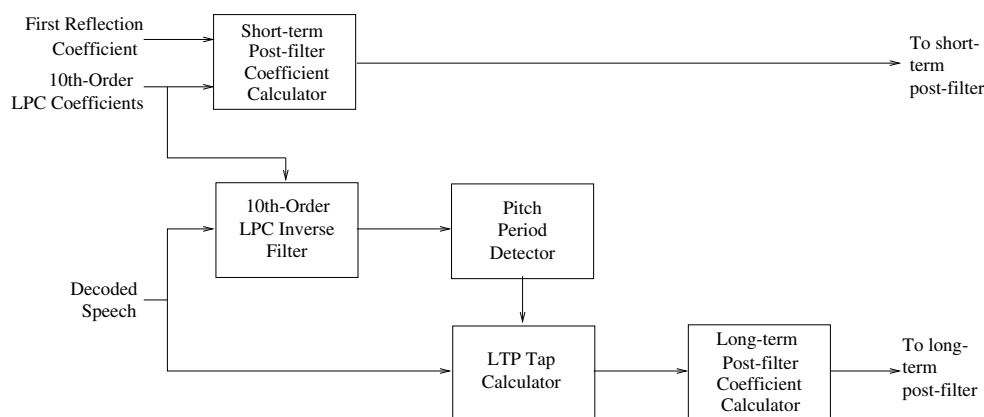 First Reflection
Coefficient
10th-Order
LPC Coefficients
Short-term
Post-filter
Coefficient
Calculator
To short-
term
post-filter
10th-Order
LPC Inverse
Filter
Pitch
Period
Detector
Decoded
Speech
LTP Tap
Calculator
Long-term
Post-filter
Coefficient
Calculator
To long-
term
post-filter